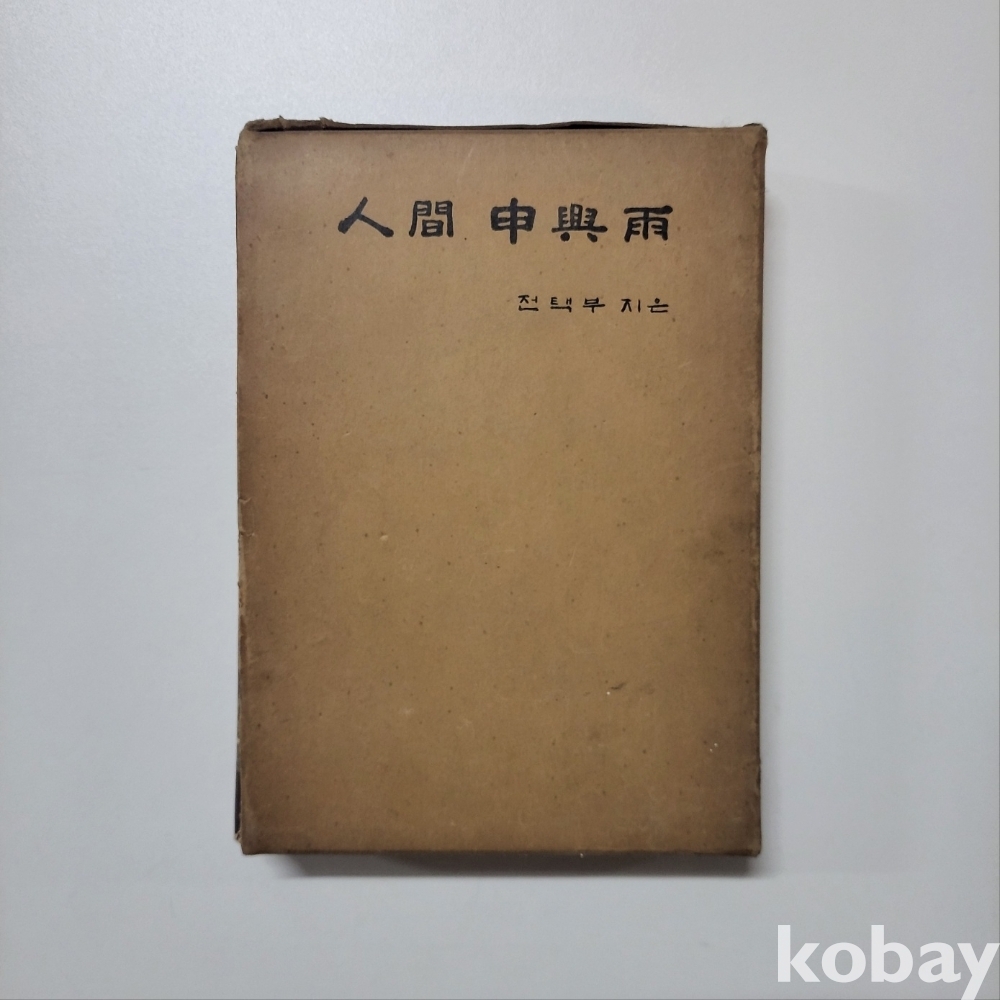 人間 申興雨
전택부 지은
kobay